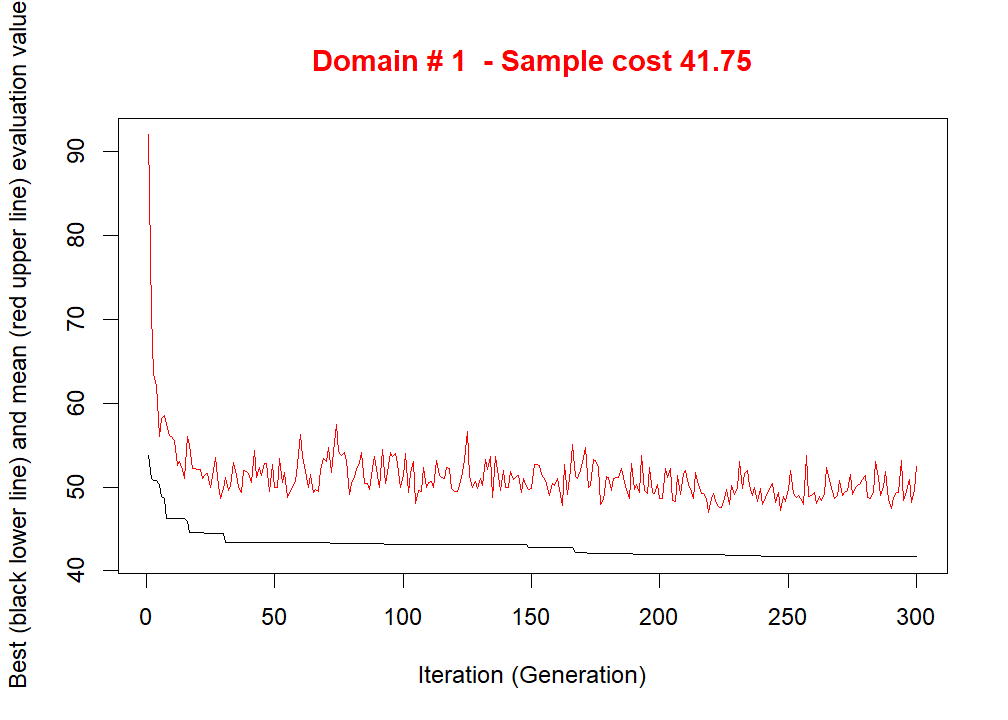 Domain # 1  - Sample cost 41.75
Best (black lower line) and mean (red upper line) evaluation value
90
80
70
60
50
40
0 50 100 150 200 250 300
Iteration (Generation)